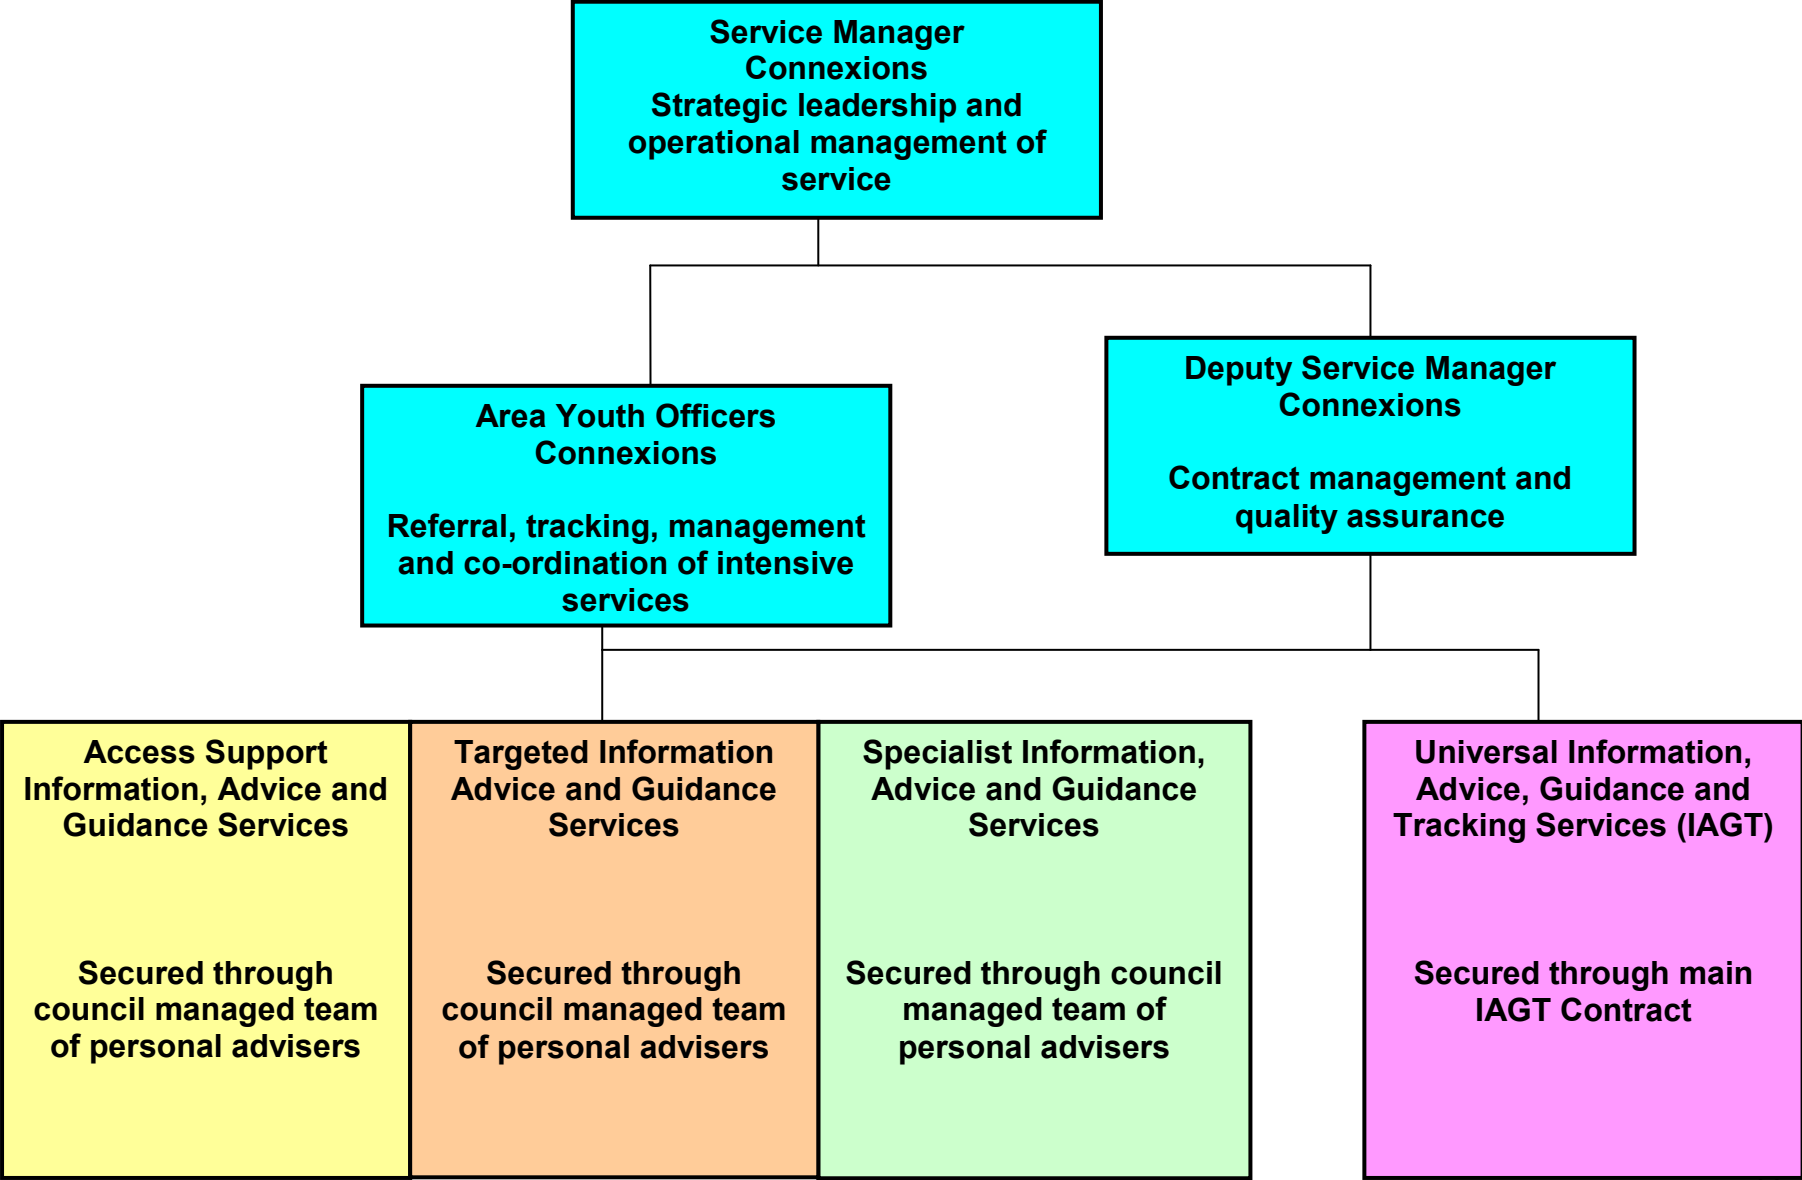 Service Manager
Connexions
Strategic leadership and
operational management of
service
Area Youth Officers
Connexions
Referral, tracking, management
and co-ordination of intensive
services
Deputy Service Manager
Connexions
Contract management and
quality assurance
Access Support
Information, Advice and
Guidance Services
Secured through
council managed team
of personal advisers
Targeted Information
Advice and Guidance
Services
Secured through
council managed team
of personal advisers
Specialist Information,
Advice and Guidance
Services
Secured through council
managed team of
personal advisers
Universal Information,
Advice, Guidance and
Tracking Services (IAGT)
Secured through main
IAGT Contract